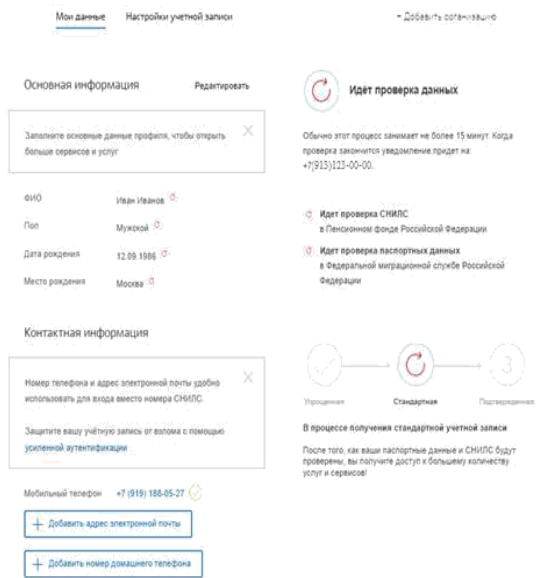 Мои данные
Настройки учетной записи
+ Добавить организацию
Основная информация
Редактировать
Заполните основные данные профиля, чтобы открыть
больше сервисов и услуг
ФИО
Иван Иванов
Пол
Мужской
Дата рождения
12.09.1986
Место рождения
Москва
Контактная информация
Номер телефона и адрес электронной почты удобно
использовать для входа вместо номера СНИЛС.
Защитите вашу учётную запись от взлома с помощью
усиленной аутентификации
Мобильный телефон
+7 (919) 188-05-27
+ Добавить адрес электронной почты
+ Добавить номер домашнего телефона
Идёт проверка данных
Обычно этот процесс занимает не более 15 минут. Когда
проверка закончится уведомление придет на:
+7(913)123-00-00.
Идет проверка СНИЛС
в Пенсионном фонде Российской Федерации
Идет проверка паспортных данных
в Федеральной миграционной службе Российской
Федерации
3
Упрощенная
Стандартная
Подтвержденная
В процессе получения стандартной учетной записи
После того, как ваши паспортные данные и СНИЛС будут
проверены, вы получите доступ к большему количеству
услуг и сервисов!